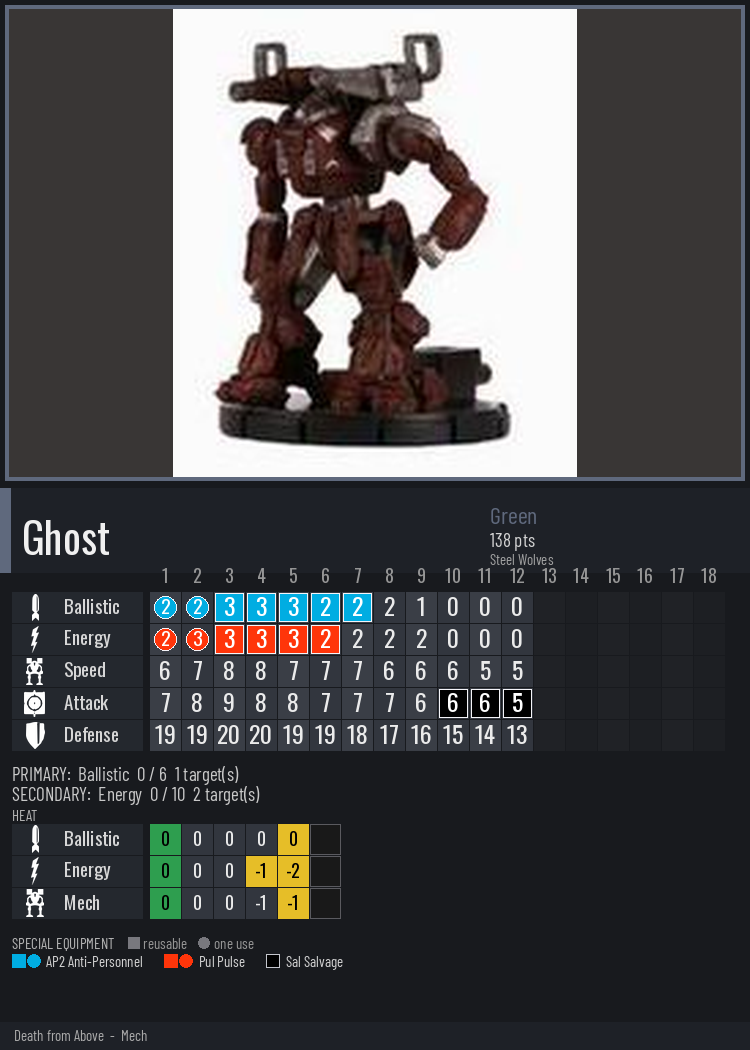 Ghost
Green
138 pts
Steel Wolves
1 2 3 4 5 6 7 8 9 10 11 12 13 14 15 16 17 18
Ballistic 2 2 3 3 3 2 2 2 1 0 0 0
Energy 2 3 3 3 3 2 2 2 2 0 0 0
Speed 6 7 8 8 7 7 7 6 6 6 5 5
Attack 7 8 9 8 8 7 7 7 6 6 6 5
Defense 19 19 20 20 19 19 18 17 16 15 14 13
PRIMARY: Ballistic 0 / 6 1 target(s)
SECONDARY: Energy 0 / 10 2 target(s)
HEAT
Ballistic 0 0 0 0 0
Energy 0 0 0 -1 -2
Mech 0 0 0 -1 -1
SPECIAL EQUIPMENT reusable one use
AP2 Anti-Personnel Pul Pulse Sal Salvage
Death from Above - Mech